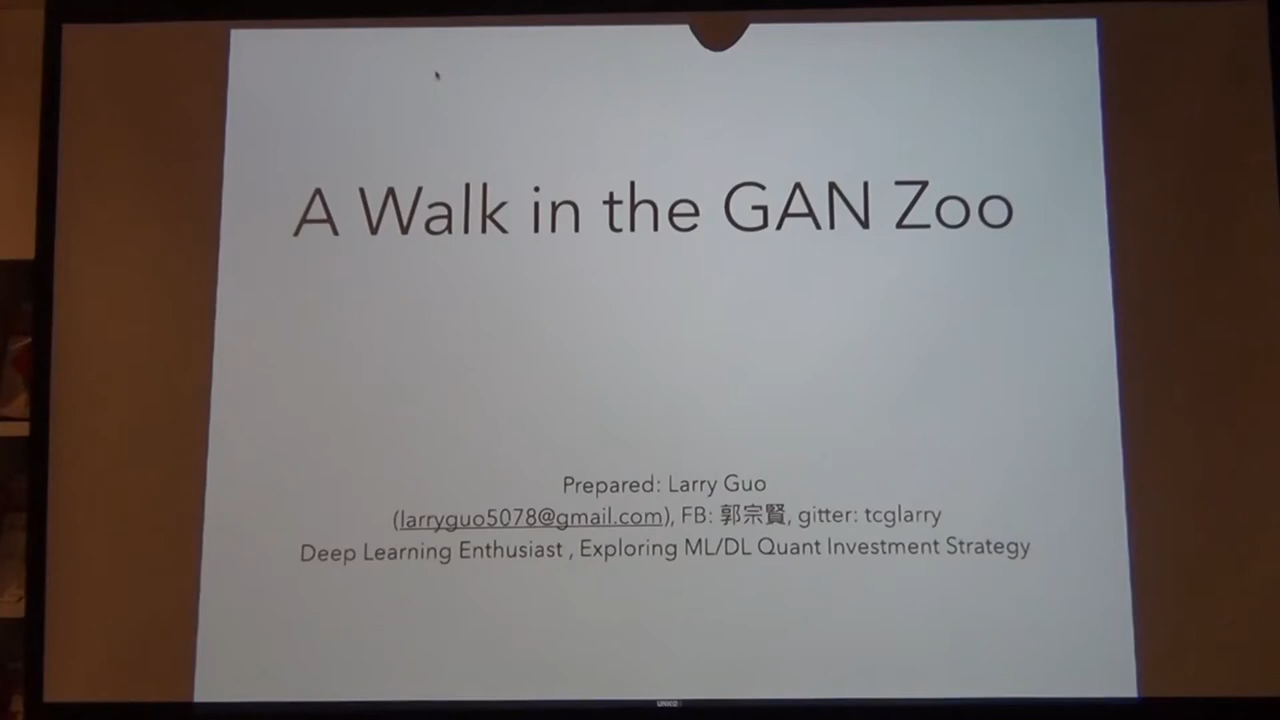 A Walk in the GAN Zoo
Prepared: Larry Guo
(larryguo5078@gmail.com), FB: 郭宗賢, gitter: tcglarry
Deep Learning Enthusiast , Exploring ML/DL Quant Investment Strategy